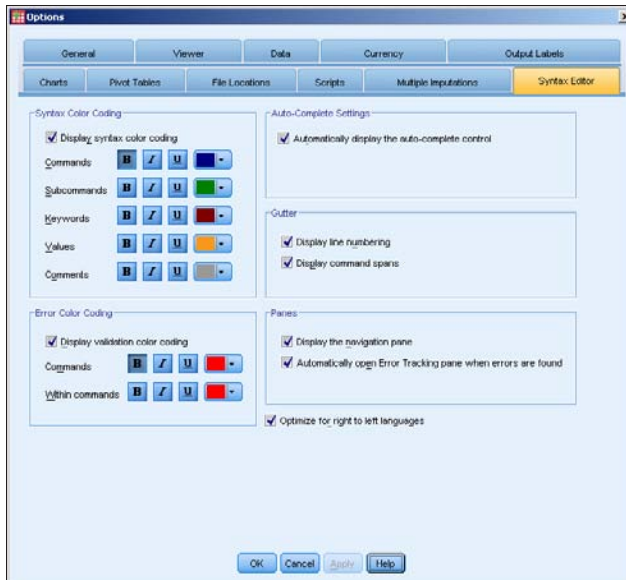 Options
General
Viewer
Data
Currency
Output Labels
Charts
Pivot Tables
File Locations
Scripts
Multiple Imputations
Syntax Editor
Syntax Color Coding
Display syntax color coding
Commands B I U
Subcommands B I U
Keywords B I U
Values B I U
Comments B I U
Error Color Coding
Display validation color coding
Commands B I U
Within commands B I U
Auto-Complete Settings
Automatically display the auto-complete control
Gutter
Display line numbering
Display command spans
Panes
Display the navigation pane
Automatically open Error Tracking pane when errors are found
Optimize for right to left languages
OK
Cancel
Apply
Help